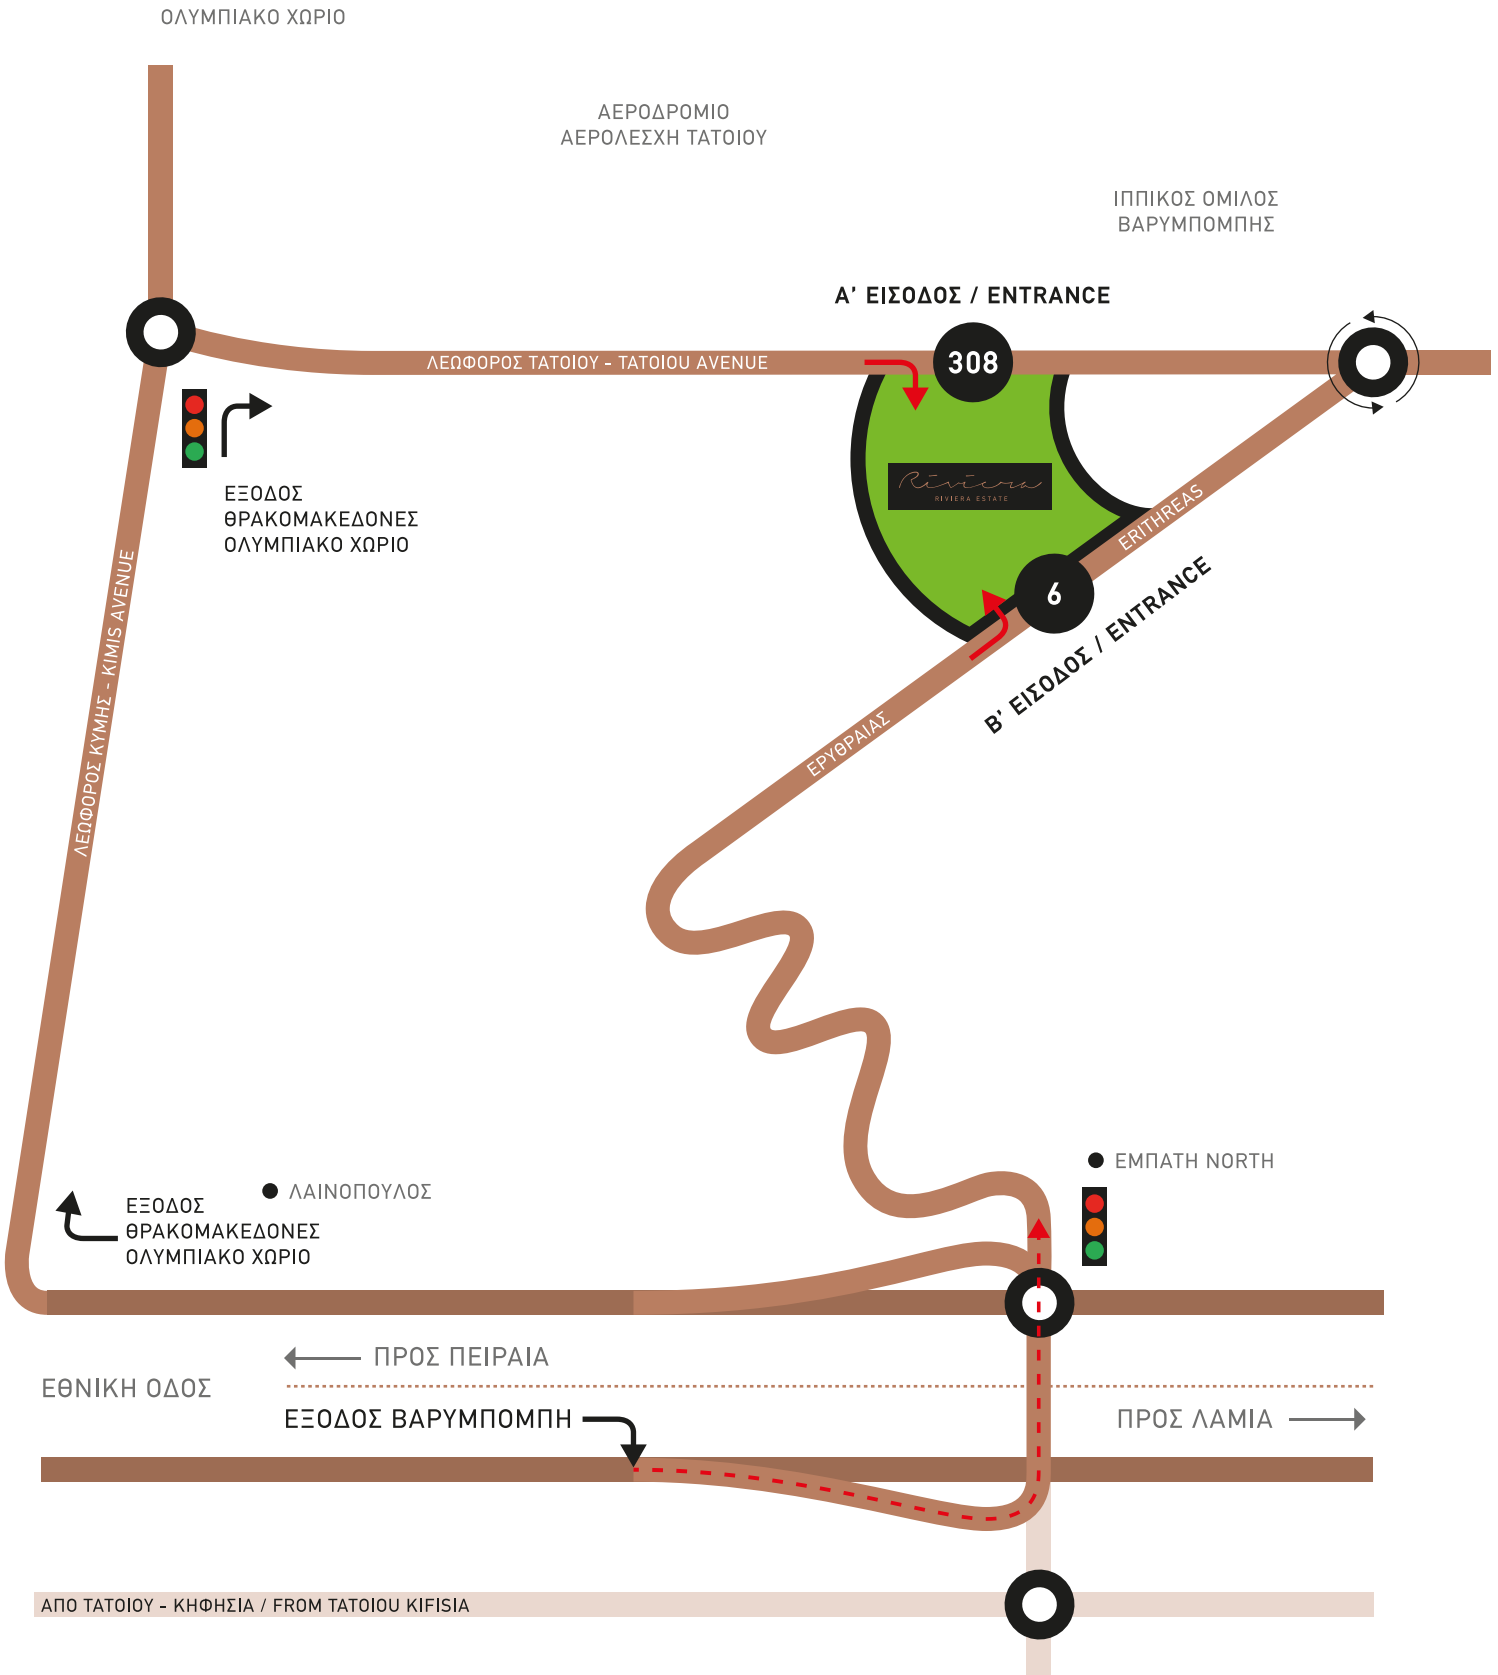 ΟΛΥΜΠΙΑΚΟ ΧΩΡΙΟ
ΑΕΡΟΔΡΟΜΙΟ
ΑΕΡΟΛΕΣΧΗ ΤΑΤΟΙΟΥ
ΙΠΠΙΚΟΣ ΟΜΙΛΟΣ
ΒΑΡΥΜΠΟΜΠΗΣ
Α’ ΕΙΣΟΔΟΣ / ENTRANCE
ΛΕΩΦΟΡΟΣ ΤΑΤΟΙΟΥ - TATOIOU AVENUE
308
Riviera
RIVIERA ESTATE
ΕΞΟΔΟΣ
ΘΡΑΚΟΜΑΚΕΔΟΝΕΣ
ΟΛΥΜΠΙΑΚΟ ΧΩΡΙΟ
ERITHREAS
6
Β’ ΕΙΣΟΔΟΣ / ENTRANCE
ΛΕΩΦΟΡΟΣ ΚΥΜΗΣ - KIMIS AVENUE
ΕΡΥΘΡΑΙΑΣ
ΕΜΠΑΤΗ NORTH
ΛΑΙΝΟΠΟΥΛΟΣ
ΕΞΟΔΟΣ
ΘΡΑΚΟΜΑΚΕΔΟΝΕΣ
ΟΛΥΜΠΙΑΚΟ ΧΩΡΙΟ
ΠΡΟΣ ΠΕΙΡΑΙΑ
ΕΘΝΙΚΗ ΟΔΟΣ
ΕΞΟΔΟΣ ΒΑΡΥΜΠΟΜΠΗ
ΠΡΟΣ ΛΑΜΙΑ
ΑΠΟ ΤΑΤΟΙΟΥ - ΚΗΦΗΣΙΑ / FROM TATOIOU KIFISIA